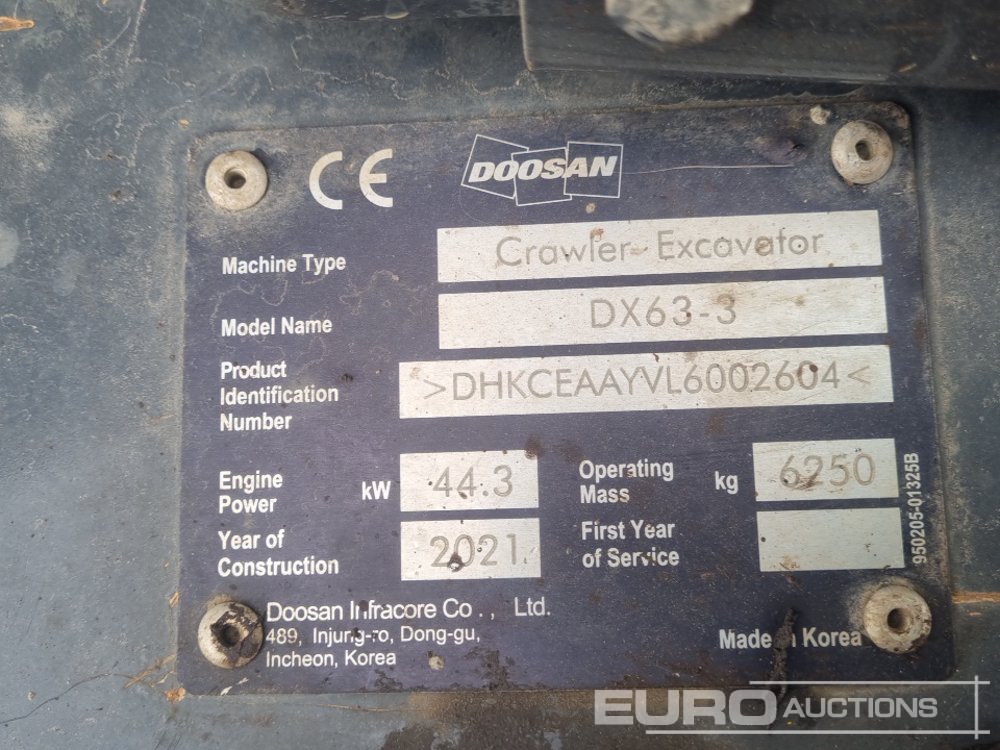 CE DOOSAN
Machine Type Crawler Excavator
Model Name DX63-3
Product
Identification >DHKCEAAYVL6002604<
Number
Engine
Power kW 44.3
Operating
Mass kg 6250
Year of
Construction 2021
First Year
of Service
950205-01325B
Doosan Infracore Co., Ltd.
489, Injung-ro, Dong-gu,
Incheon, Korea
Made in Korea
EURO AUCTIONS